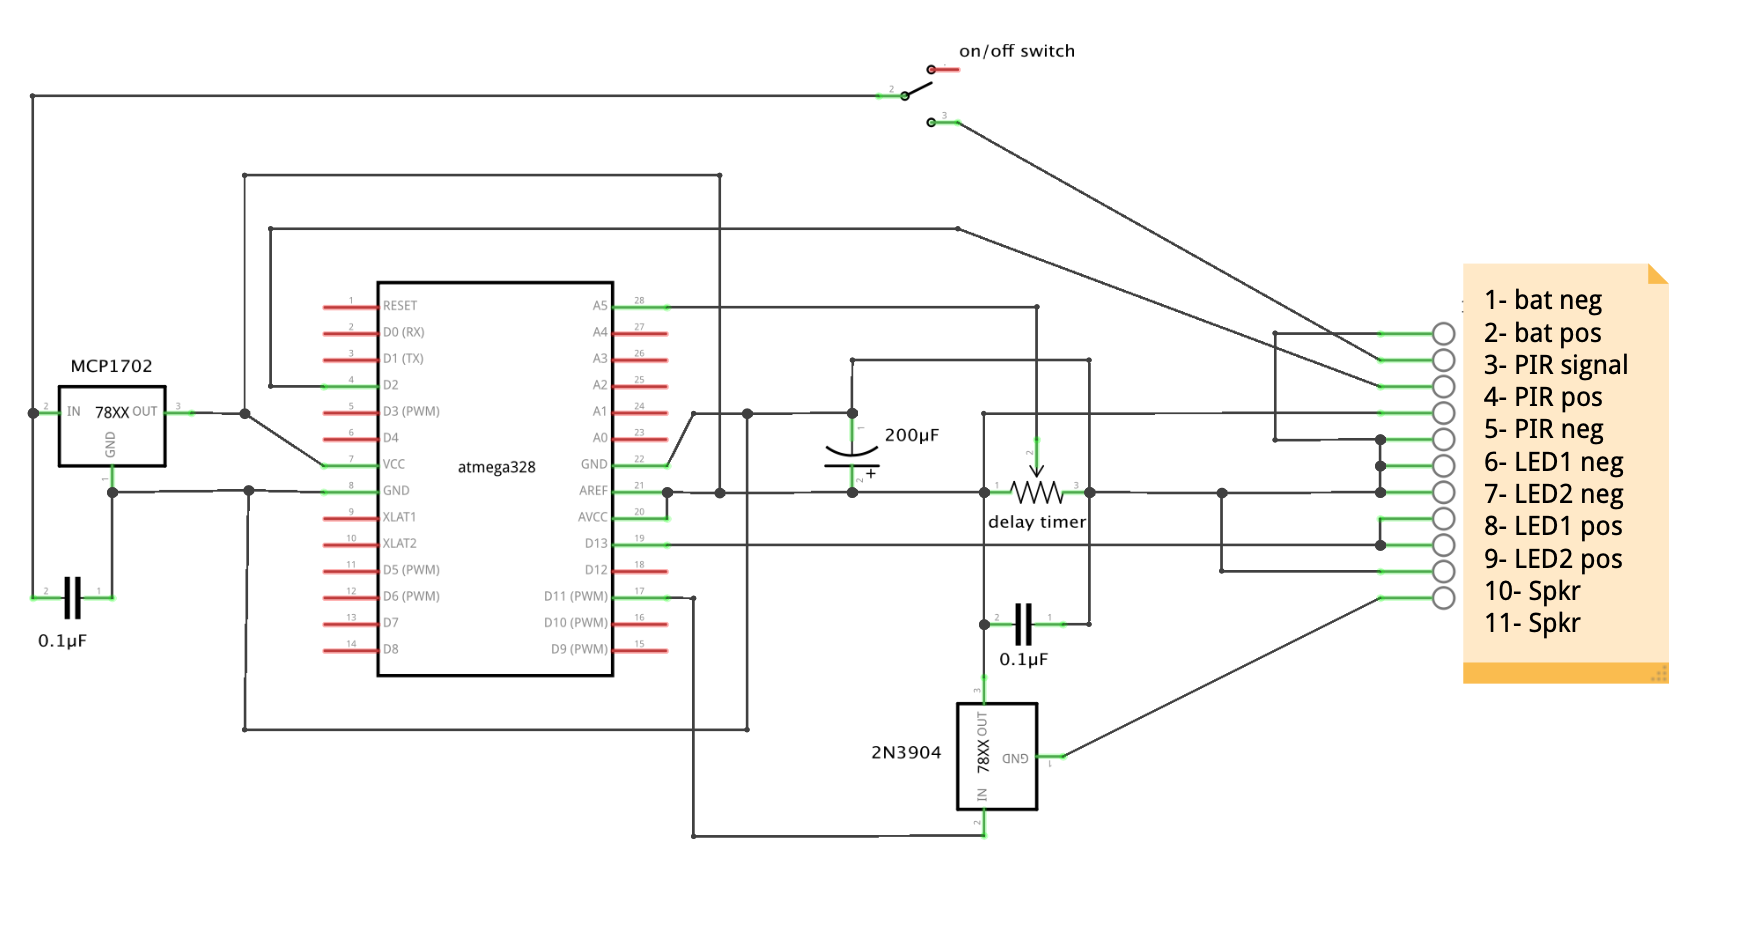 on/off switch
1
2
3
MCP1702
2
IN
78XX
OUT
3
GND
1
2
1
0.1µF
1
RESET
2
D0 (RX)
3
D1 (TX)
4
D2
5
D3 (PWM)
6
D4
7
VCC
8
GND
9
XLAT1
10
XLAT2
11
D5 (PWM)
12
D6 (PWM)
13
D7
14
D8
atmega328
A5
28
A4
27
A3
26
A2
25
A1
24
A0
23
GND
22
AREF
21
AVCC
20
D13
19
D12
18
D11 (PWM)
17
D10 (PWM)
16
D9 (PWM)
15
1
200µF
+
2
2
1
3
delay timer
2
1
0.1µF
3
OUT
2N3904
78XX
GND
1
IN
2
1- bat neg
2- bat pos
3- PIR signal
4- PIR pos
5- PIR neg
6- LED1 neg
7- LED2 neg
8- LED1 pos
9- LED2 pos
10- Spkr
11- Spkr